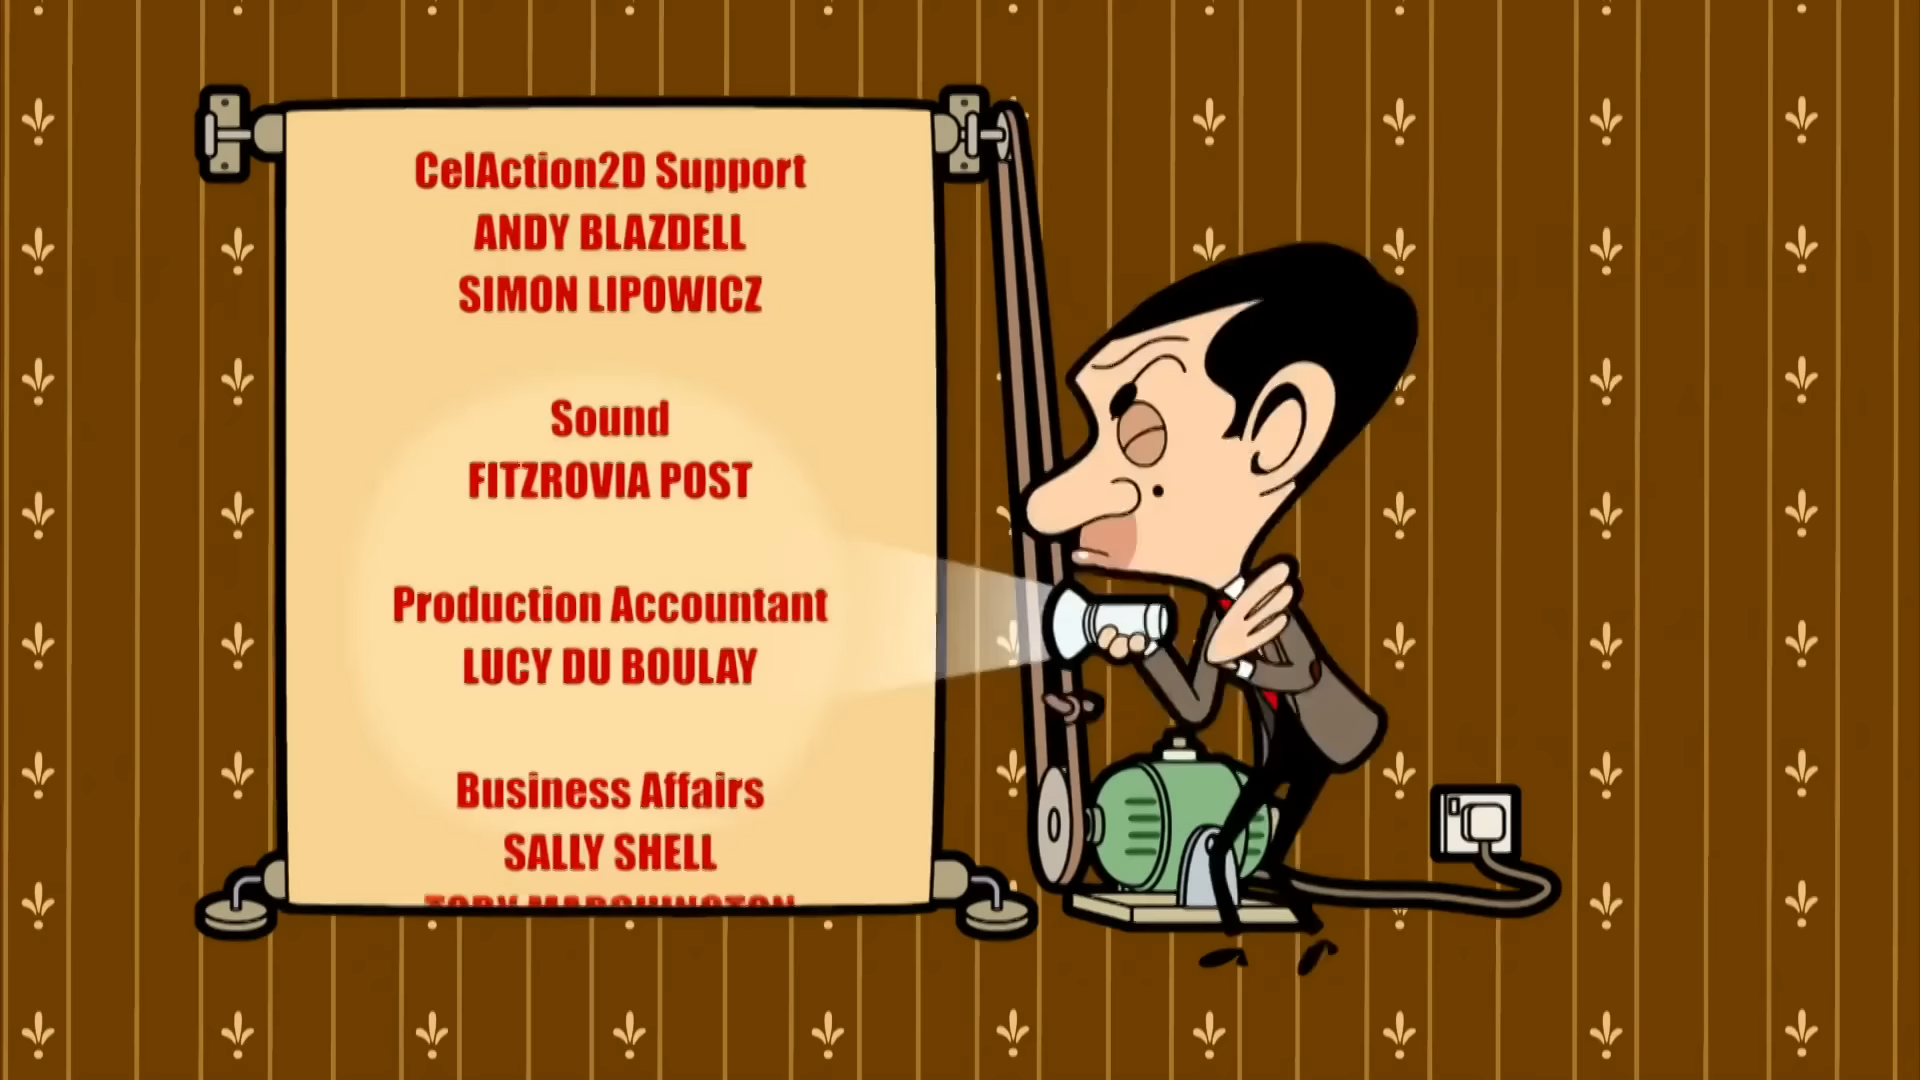 CelAction2D Support
ANDY BLAZDELL
SIMON LIPOWICZ
Sound
FITZROVIA POST
Production Accountant
LUCY DU BOULAY
Business Affairs
SALLY SHELL